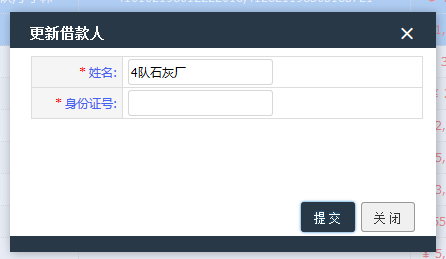 更新借款人 ×
* 姓名: 4队石灰厂
* 身份证号:
提交 关闭